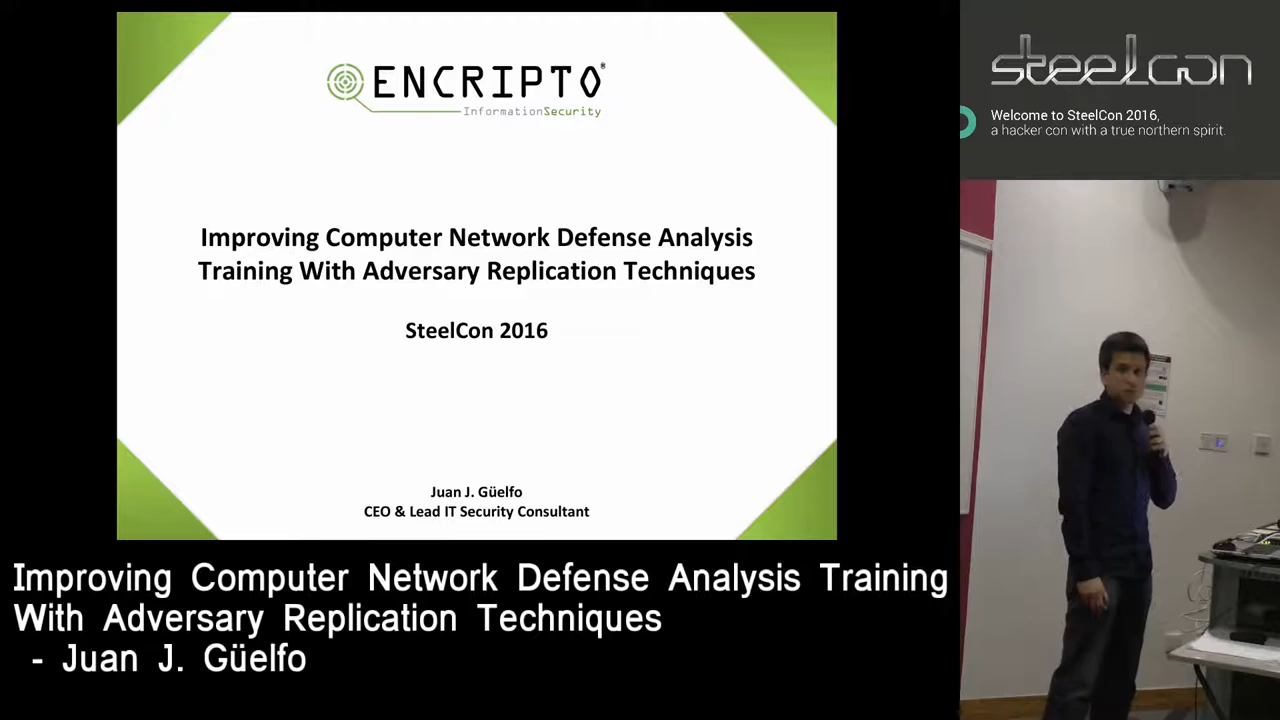 ENCRIPTO®
InformationSecurity
Improving Computer Network Defense Analysis
Training With Adversary Replication Techniques
SteelCon 2016
Juan J. Güelfo
CEO & Lead IT Security Consultant
steelcon
Welcome to SteelCon 2016,
a hacker con with a true northern spirit.
Improving Computer Network Defense Analysis Training
With Adversary Replication Techniques
- Juan J. Güelfo